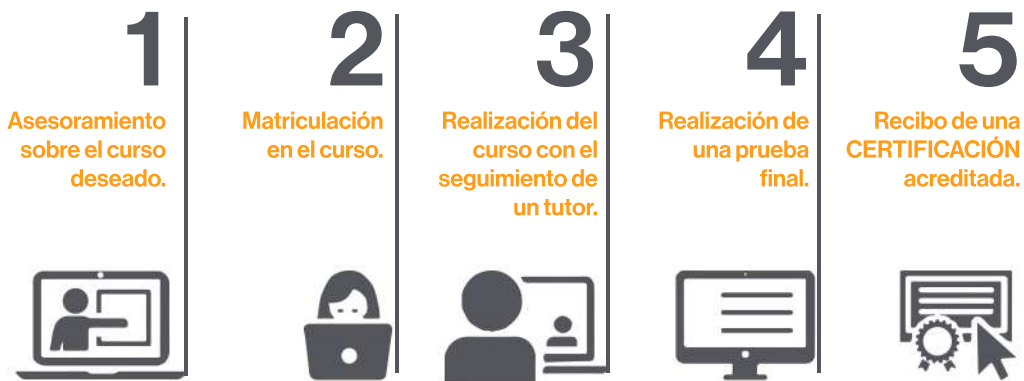 1
Asesoramiento
sobre el curso
deseado.
2
Matriculación
en el curso.
3
Realización del
curso con el
seguimiento de
un tutor.
4
Realización de
una prueba
final.
5
Recibo de una
CERTIFICACIÓN
acreditada.